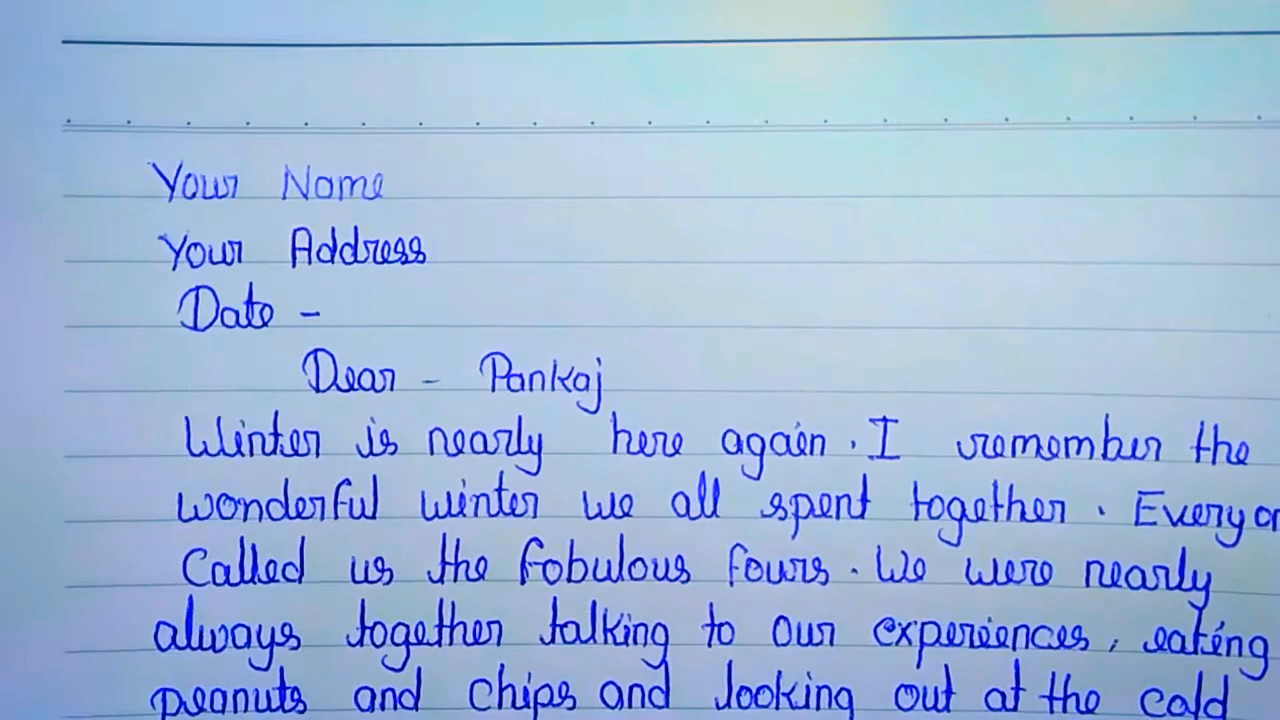 Your Name
Your Address
Date -
Dear - Pankaj
Winter is nearly here again. I remember the
wonderful winter we all spent together. Everyon
Called us the fobulous fours. We were nearly
always together talking to our experiences, eating
peanuts and chips and looking out at the cold